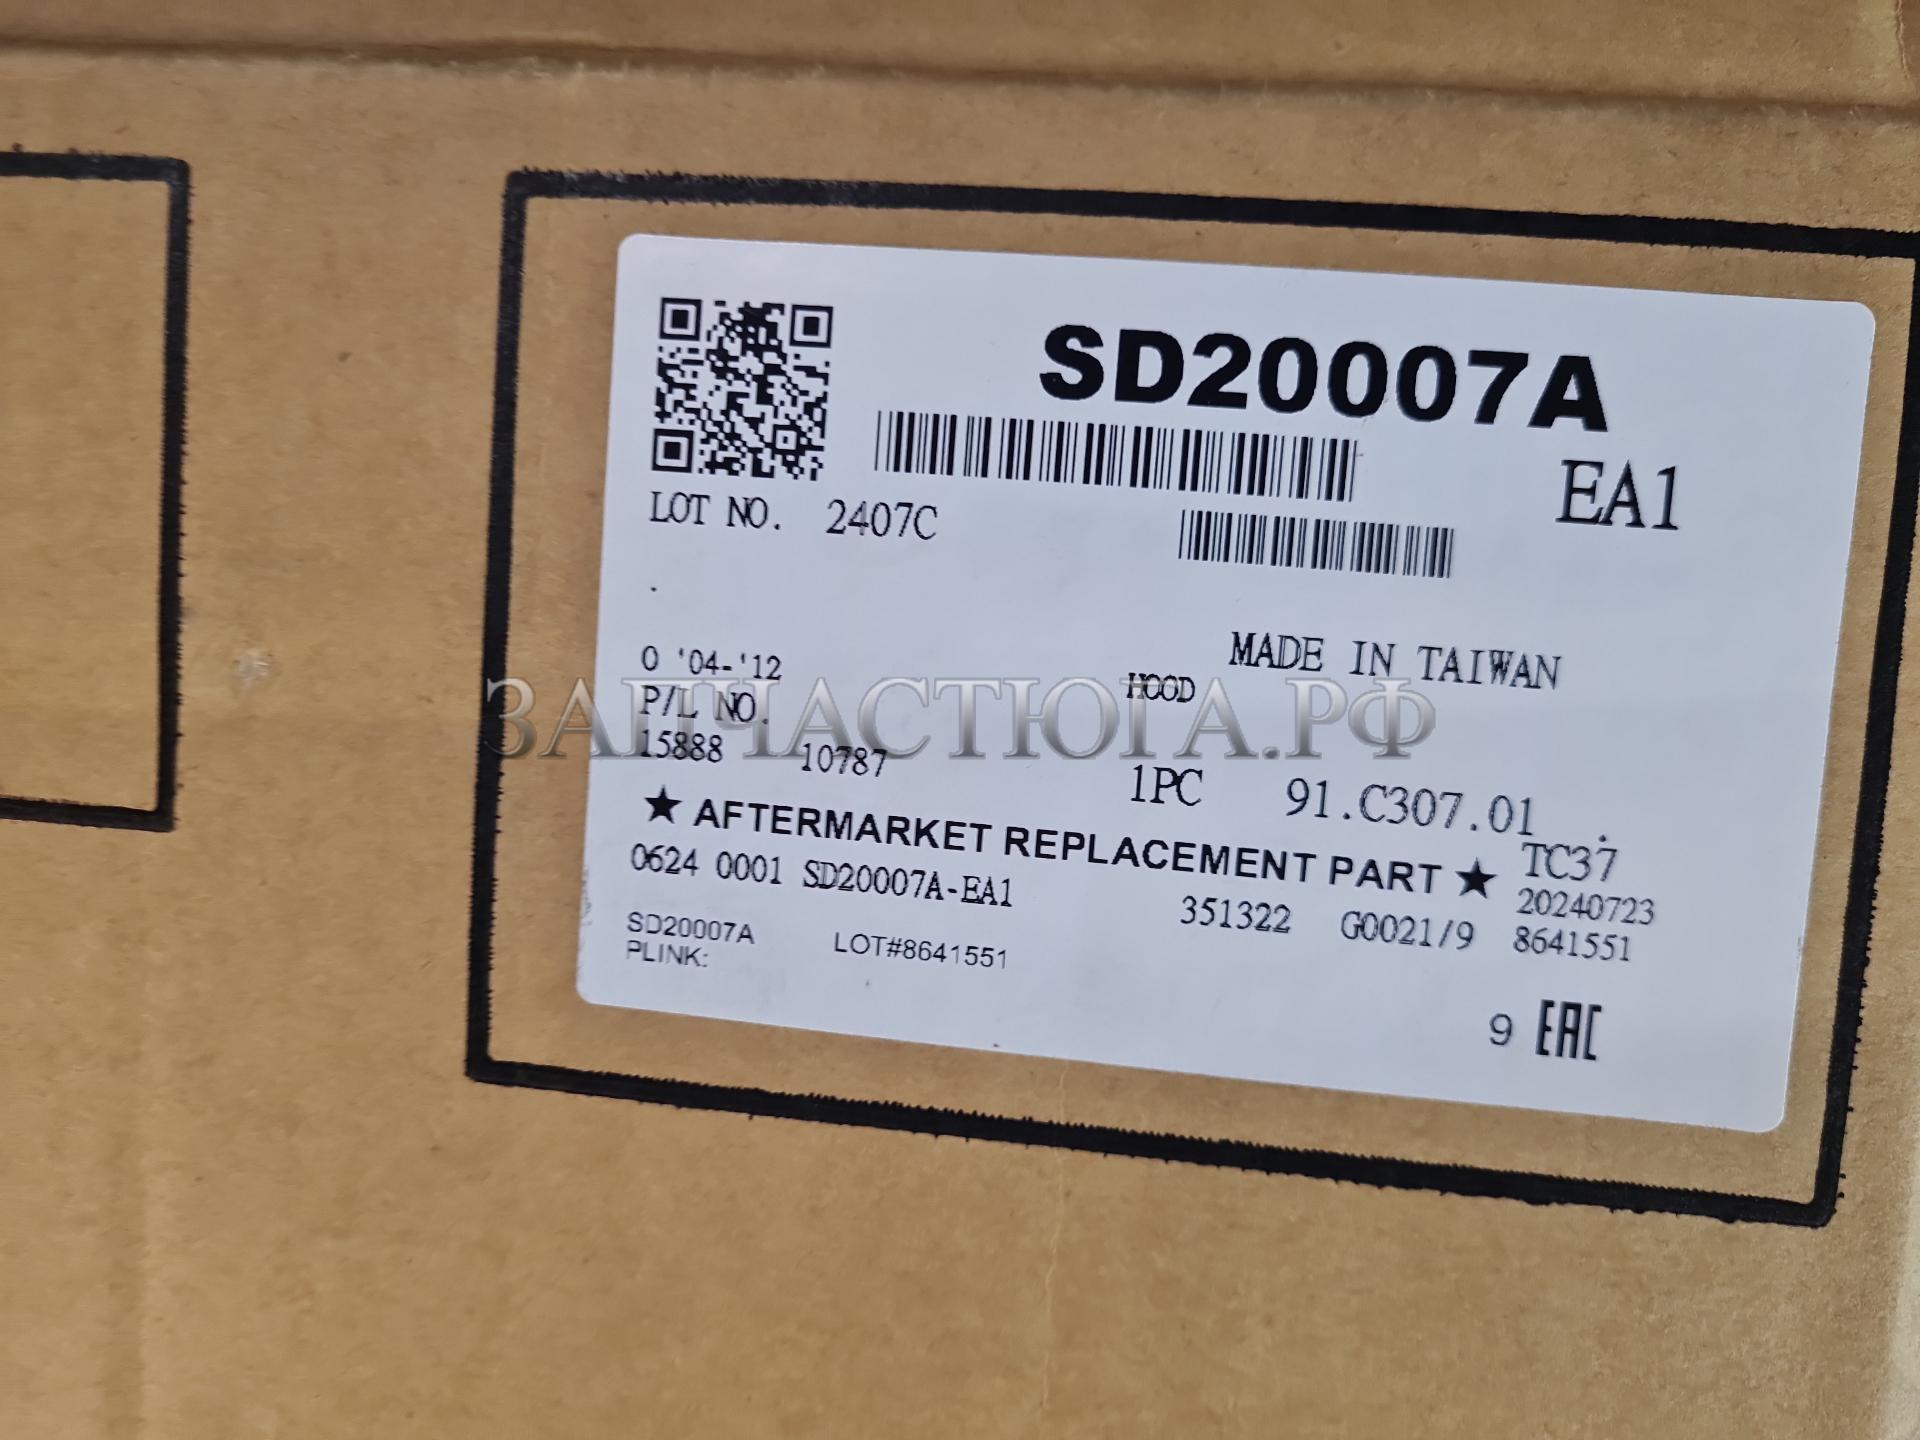 SD20007A
EA1
LOT NO. 2407C
.
MADE IN TAIWAN
O '04-'12
HOOD
P/L NO.
ЗАПЧАСТЮГА.РФ
15888 10787
1PC 91.C307.01 .
★ AFTERMARKET REPLACEMENT PART ★ TC37
0624 0001 SD20007A-EA1
20240723
351322 G0021/9 8641551
SD20007A LOT#8641551
PLINK:
9 EAC